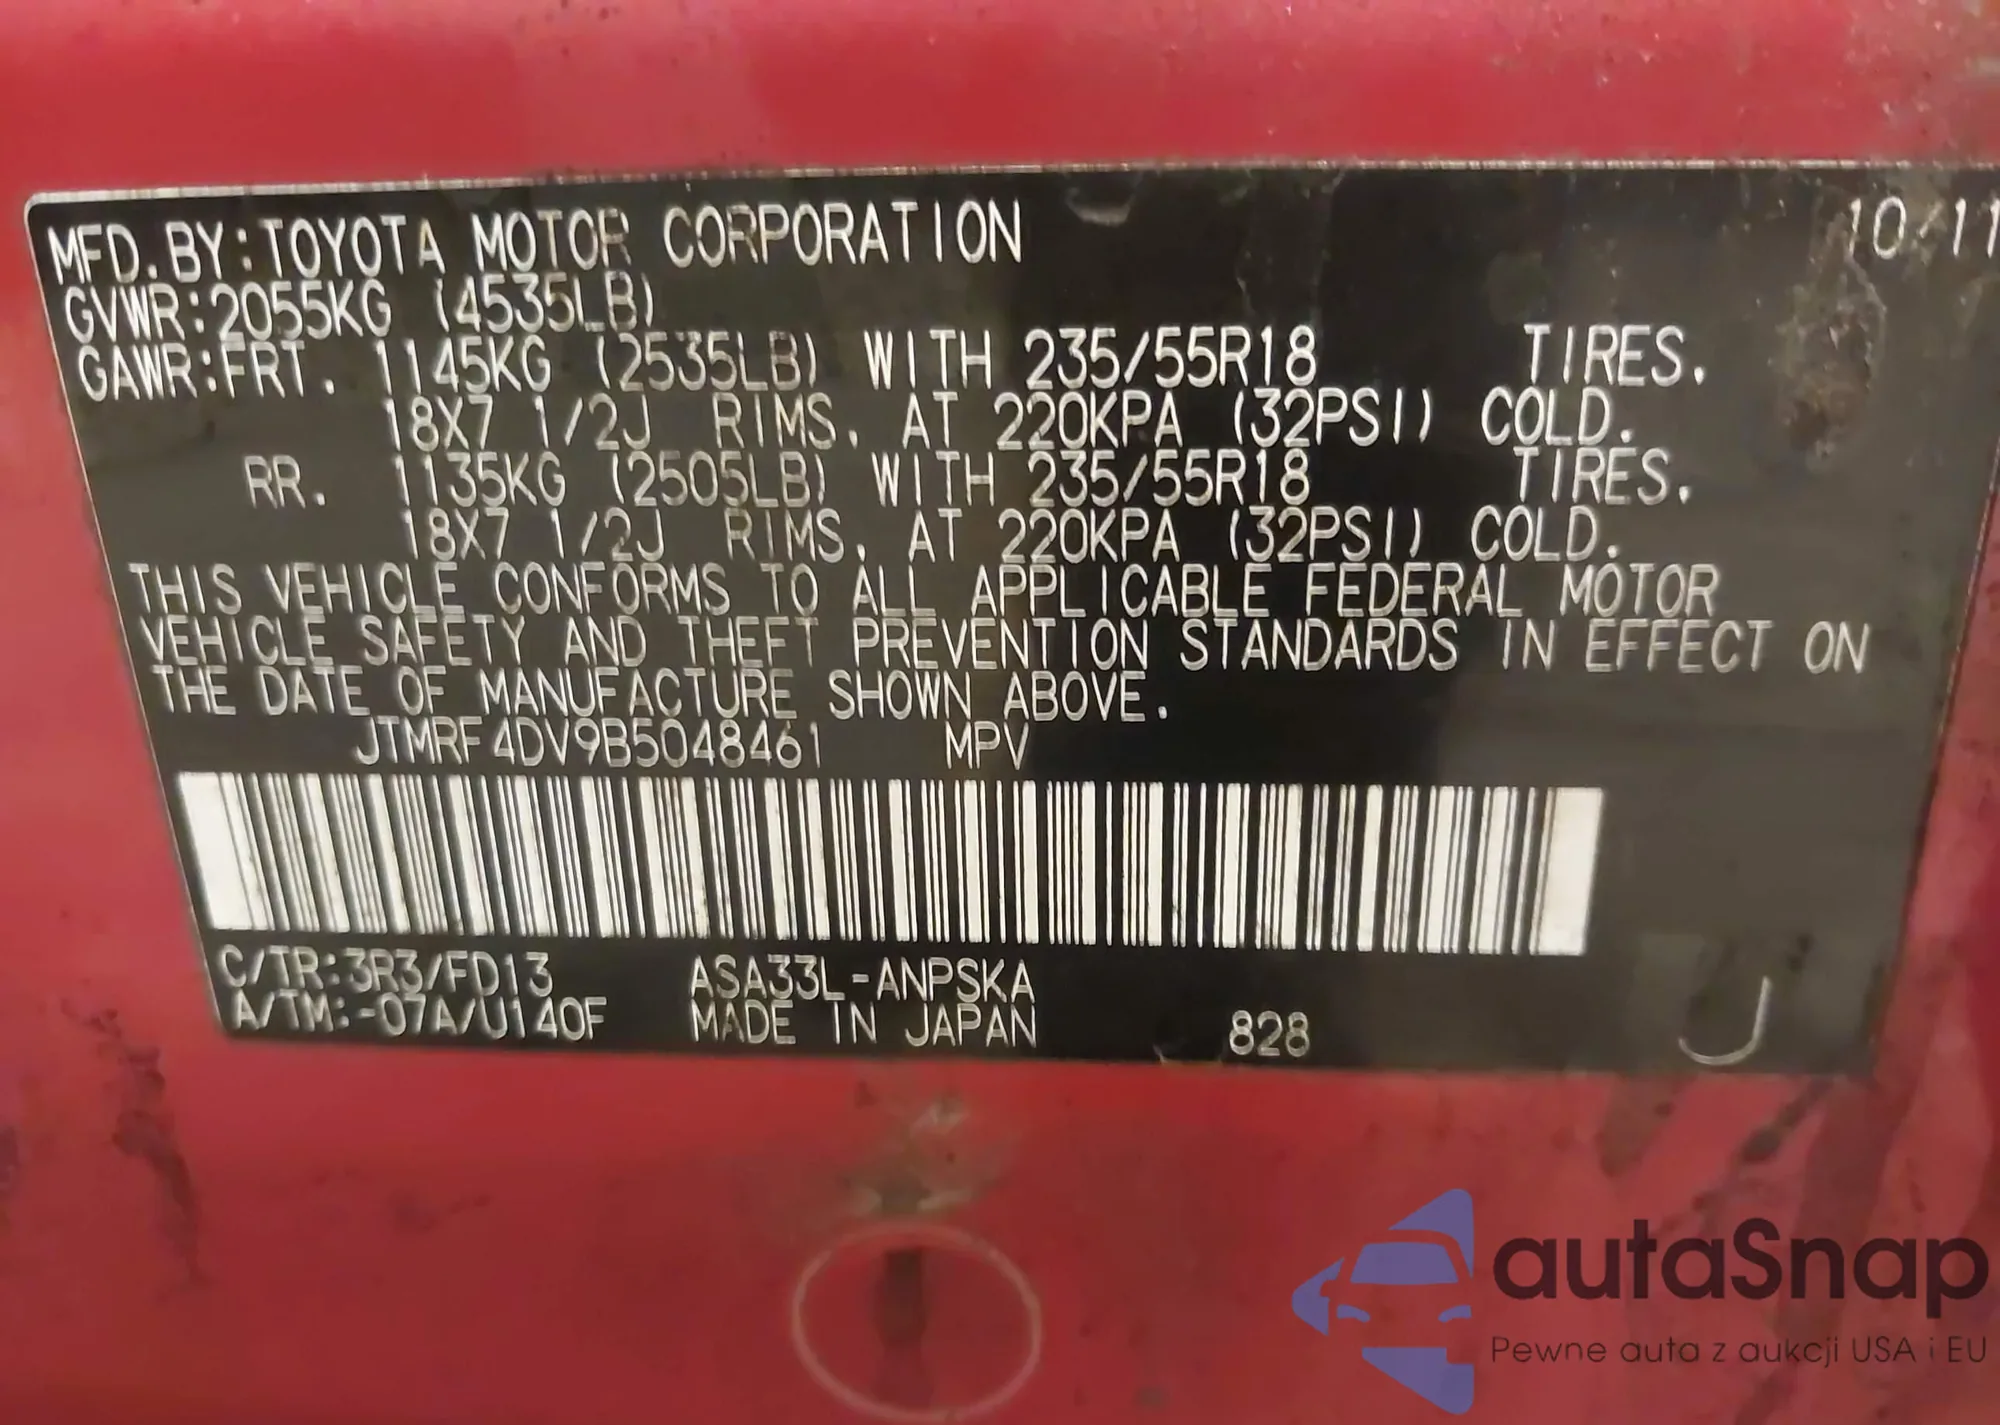 MFD. BY: TOYOTA MOTOR CORPORATION 10/11
GVWR: 2055KG (4535LB)
GAWR: FRT. 1145KG (2535LB) WITH 235/55R18 TIRES.
18X7 1/2J RIMS. AT 220KPA (32PSI) COLD.
RR. 1135KG (2505LB) WITH 235/55R18 TIRES.
18X7 1/2J RIMS. AT 220KPA (32PSI) COLD.
THIS VEHICLE CONFORMS TO ALL APPLICABLE FEDERAL MOTOR
VEHICLE SAFETY AND THEFT PREVENTION STANDARDS IN EFFECT ON
THE DATE OF MANUFACTURE SHOWN ABOVE.
JTMRF4DV9B5048461 MPV
C/TR: 3R3/FD13 ASA33L-ANPSKA
A/TM: -07A/U140F MADE IN JAPAN 828 J
autaSnap
Pewne auta z aukcji USA i EU